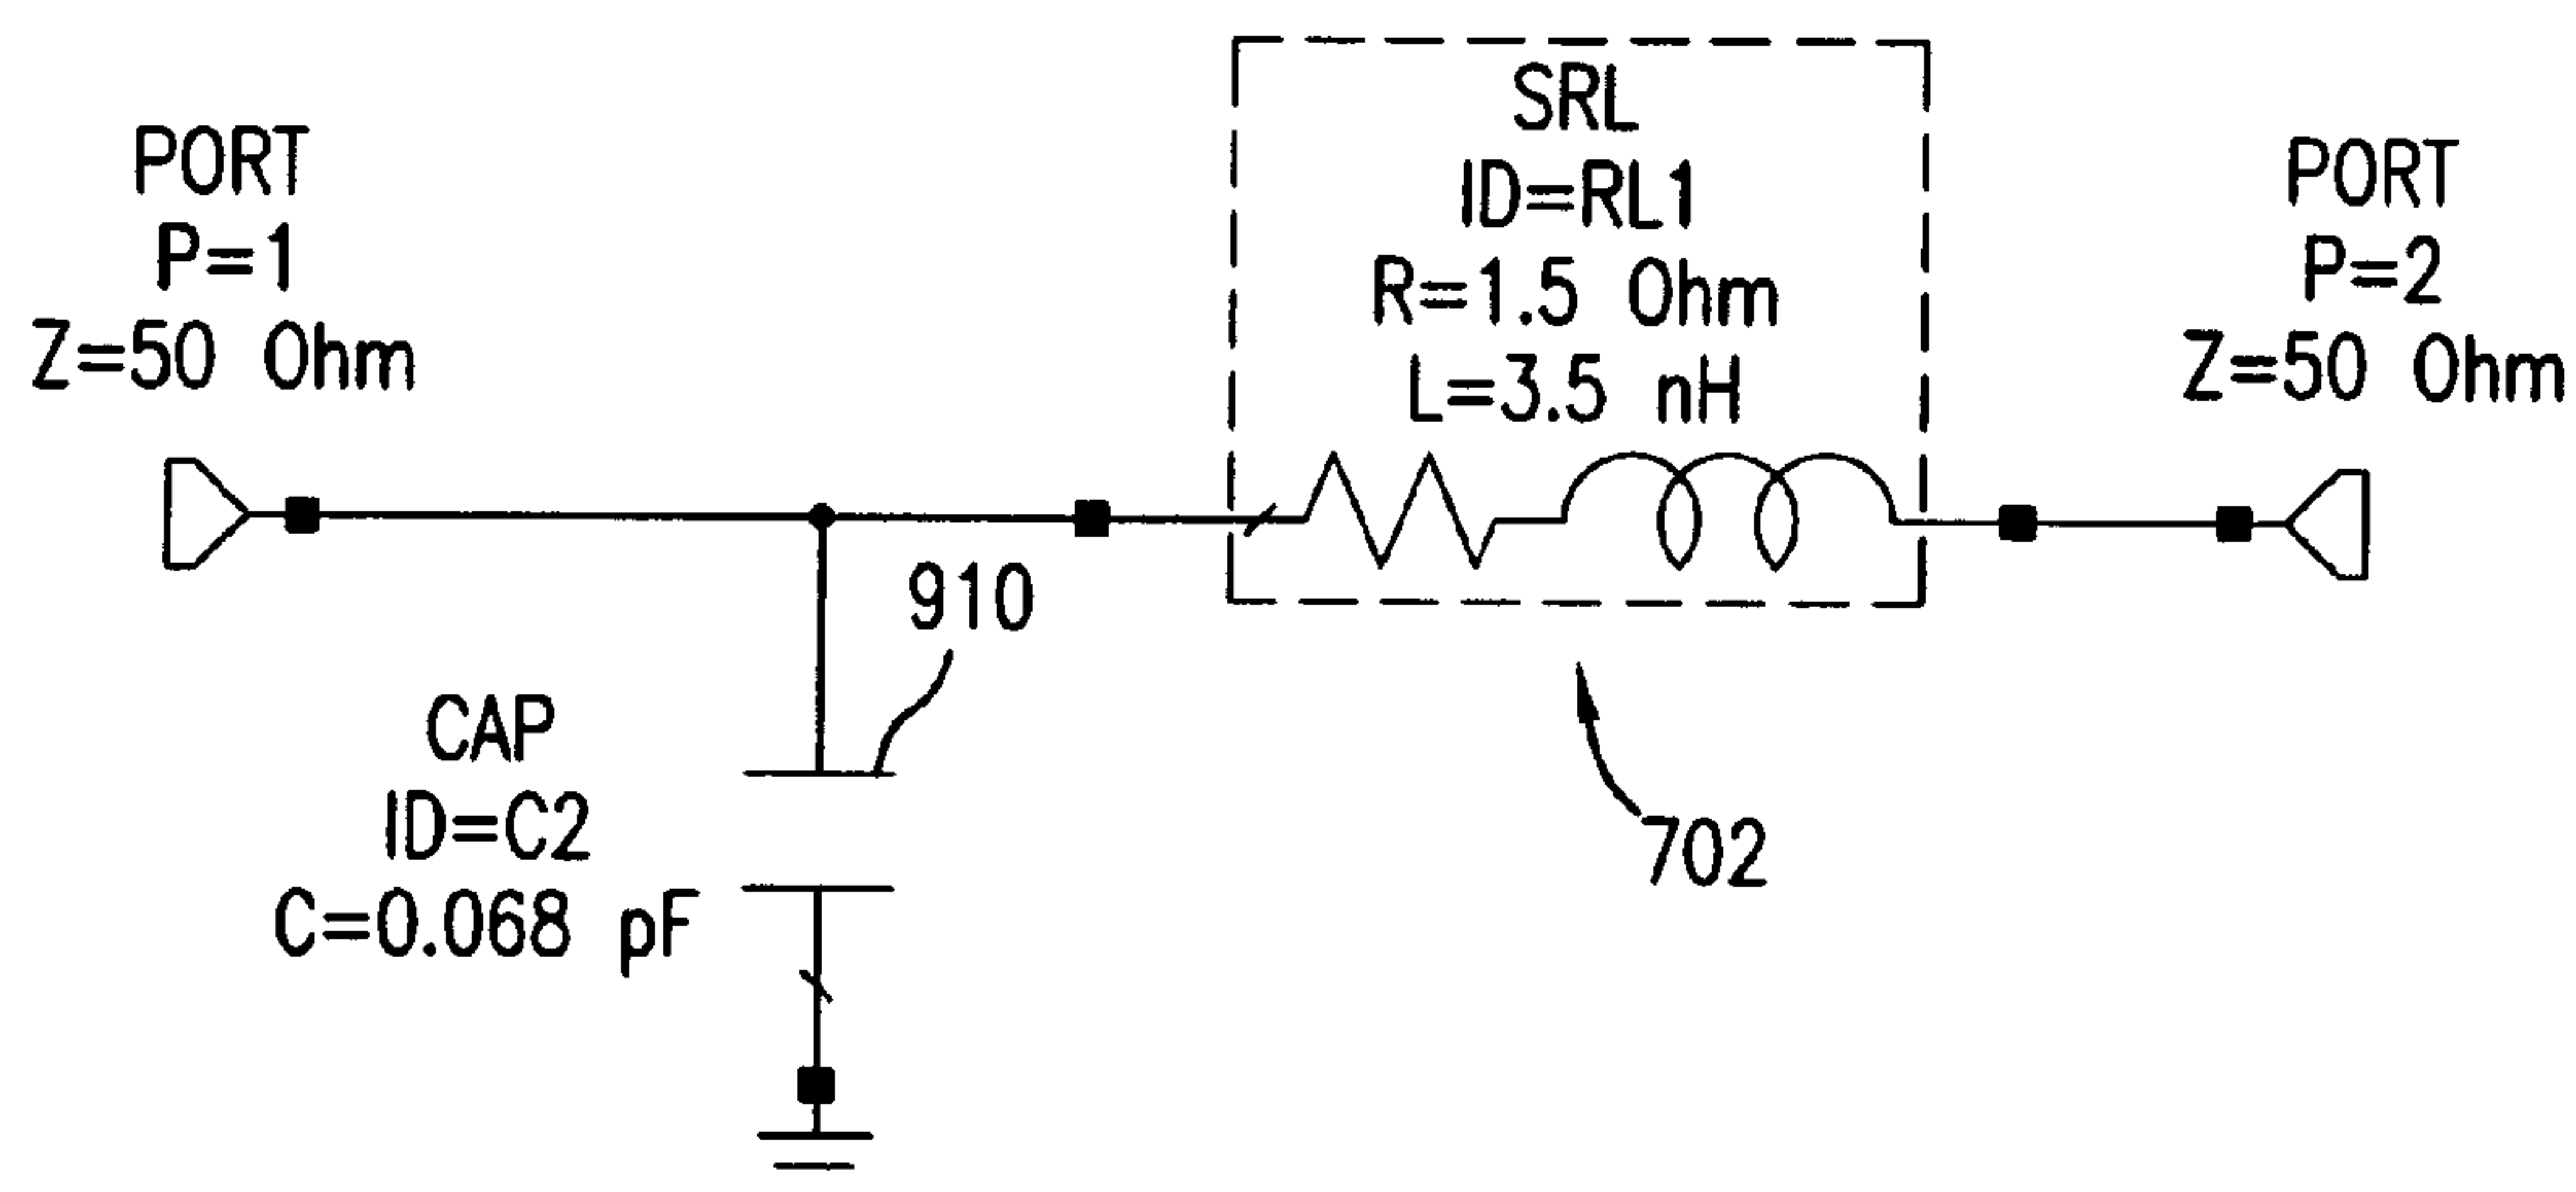 PORT
P=1
Z=50 Ohm
SRL
ID=RL1
R=1.5 Ohm
L=3.5 nH
PORT
P=2
Z=50 Ohm
910
CAP
ID=C2
C=0.068 pF
702